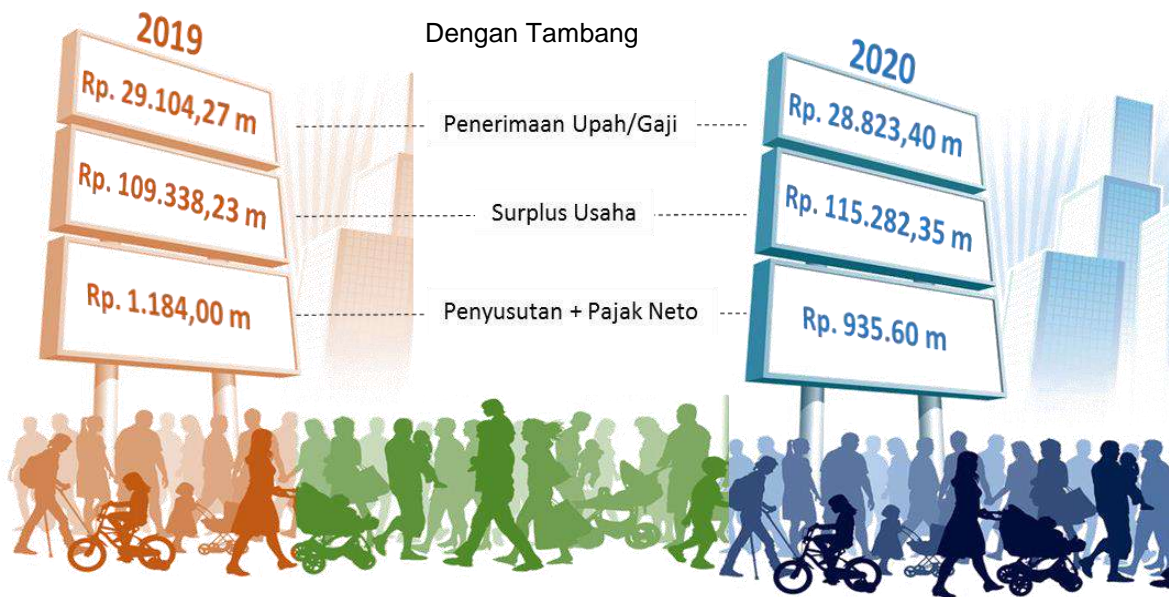 Dengan Tambang
2019
Rp. 29.104,27 m
Rp. 109.338,23 m
Rp. 1.184,00 m
Penerimaan Upah/Gaji
Surplus Usaha
Penyusutan + Pajak Neto
2020
Rp. 28.823,40 m
Rp. 115.282,35 m
Rp. 935.60 m